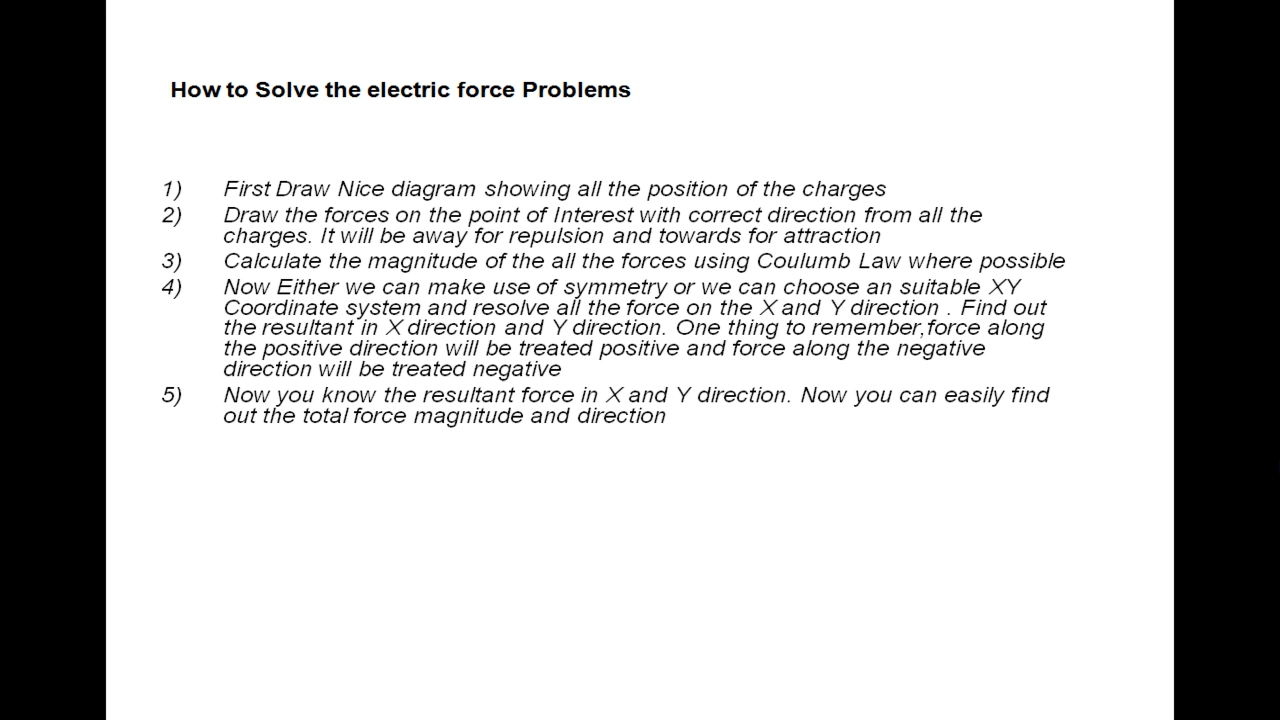 How to Solve the electric force Problems
1) First Draw Nice diagram showing all the position of the charges
2) Draw the forces on the point of Interest with correct direction from all the
charges. It will be away for repulsion and towards for attraction
3) Calculate the magnitude of the all the forces using Coulumb Law where possible
4) Now Either we can make use of symmetry or we can choose an suitable XY
Coordinate system and resolve all the force on the X and Y direction . Find out
the resultant in X direction and Y direction. One thing to remember,force along
the positive direction will be treated positive and force along the negative
direction will be treated negative
5) Now you know the resultant force in X and Y direction. Now you can easily find
out the total force magnitude and direction